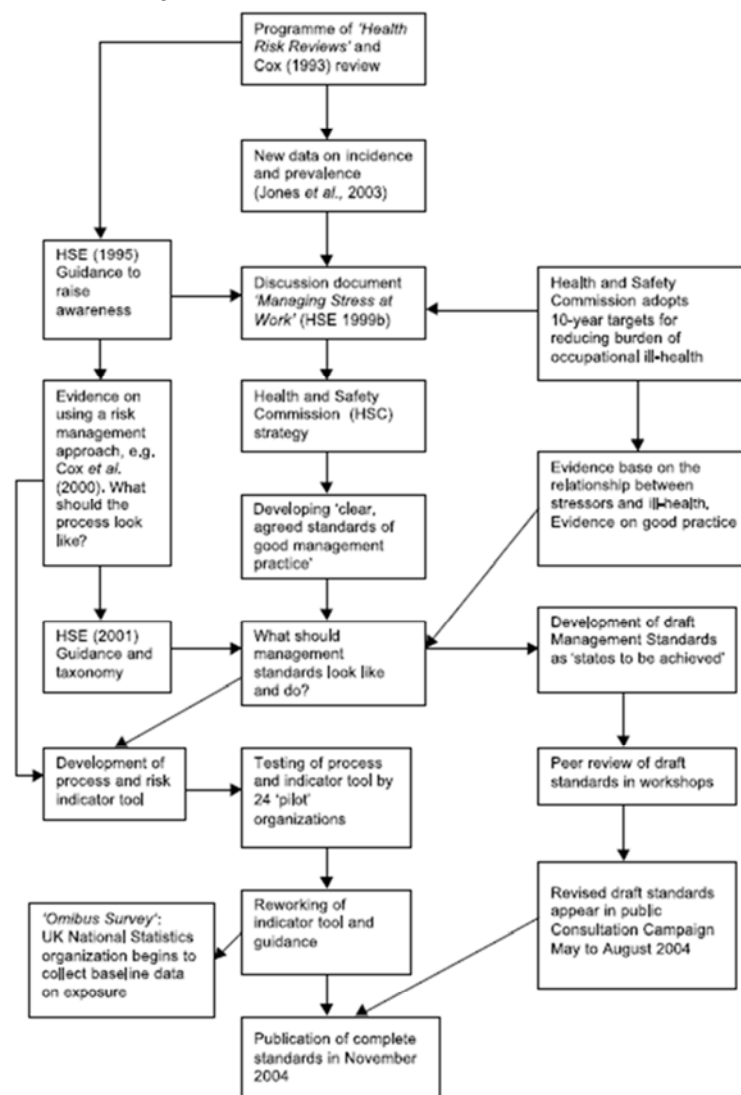 Programme of 'Health
Risk Reviews' and
Cox (1993) review
New data on incidence
and prevalence
(Jones et al., 2003)
HSE (1995)
Guidance to
raise
awareness
Discussion document
'Managing Stress at
Work' (HSE 1999b)
Health and Safety
Commission adopts
10-year targets for
reducing burden of
occupational ill-health
Evidence on
using a risk
management
approach, e.g.
Cox et al.
(2000). What
should the
process look
like?
Health and Safety
Commission (HSC)
strategy
Evidence base on the
relationship between
stressors and ill-health,
Evidence on good practice
Developing 'clear,
agreed standards of
good management
practice'
HSE (2001)
Guidance and
taxonomy
What should
management
standards look like
and do?
Development of draft
Management Standards
as 'states to be achieved'
Development of
process and risk
indicator tool
Testing of process
and indicator tool by
24 'pilot'
organizations
Peer review of draft
standards in workshops
'Omibus Survey':
UK National Statistics
organization begins to
collect baseline data
on exposure
Reworking of
indicator tool and
guidance
Revised draft standards
appear in public
Consultation Campaign
May to August 2004
Publication of complete
standards in November
2004